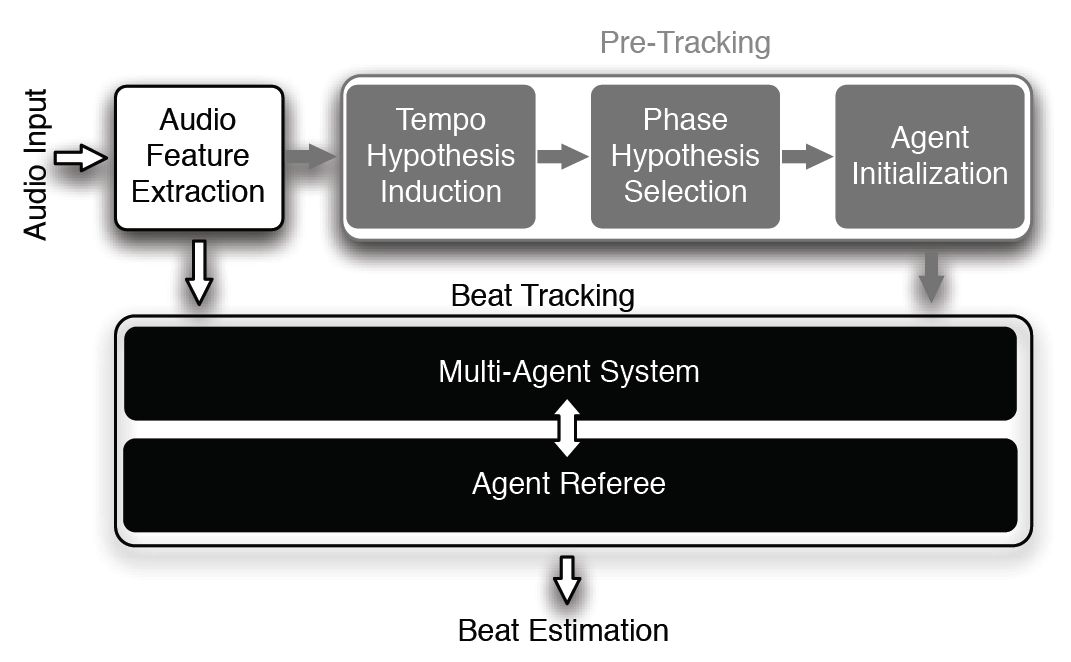 Pre-Tracking
Audio Input
Audio
Feature
Extraction
Tempo
Hypothesis
Induction
Phase
Hypothesis
Selection
Agent
Initialization
Beat Tracking
Multi-Agent System
Agent Referee
Beat Estimation